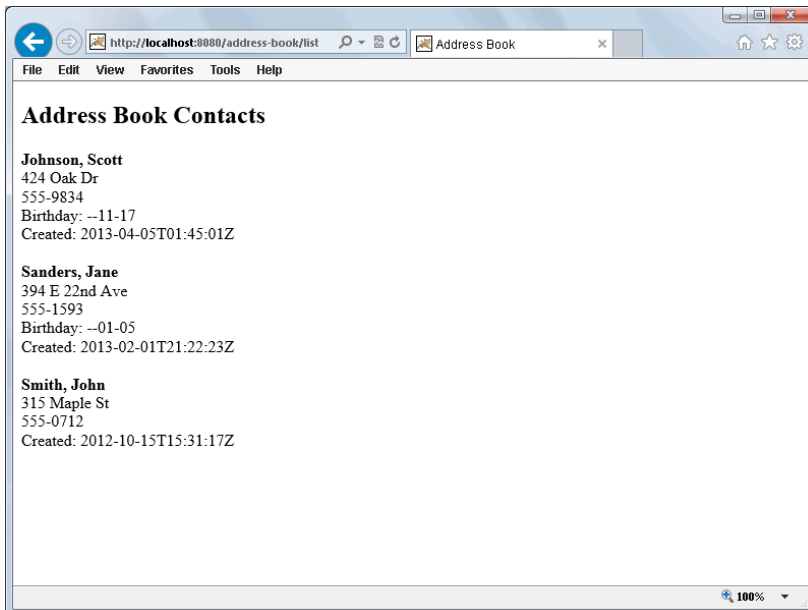 http://localhost:8080/address-book/list
Address Book
File Edit View Favorites Tools Help
Address Book Contacts
Johnson, Scott
424 Oak Dr
555-9834
Birthday: --11-17
Created: 2013-04-05T01:45:01Z
Sanders, Jane
394 E 22nd Ave
555-1593
Birthday: --01-05
Created: 2013-02-01T21:22:23Z
Smith, John
315 Maple St
555-0712
Created: 2012-10-15T15:31:17Z
100%